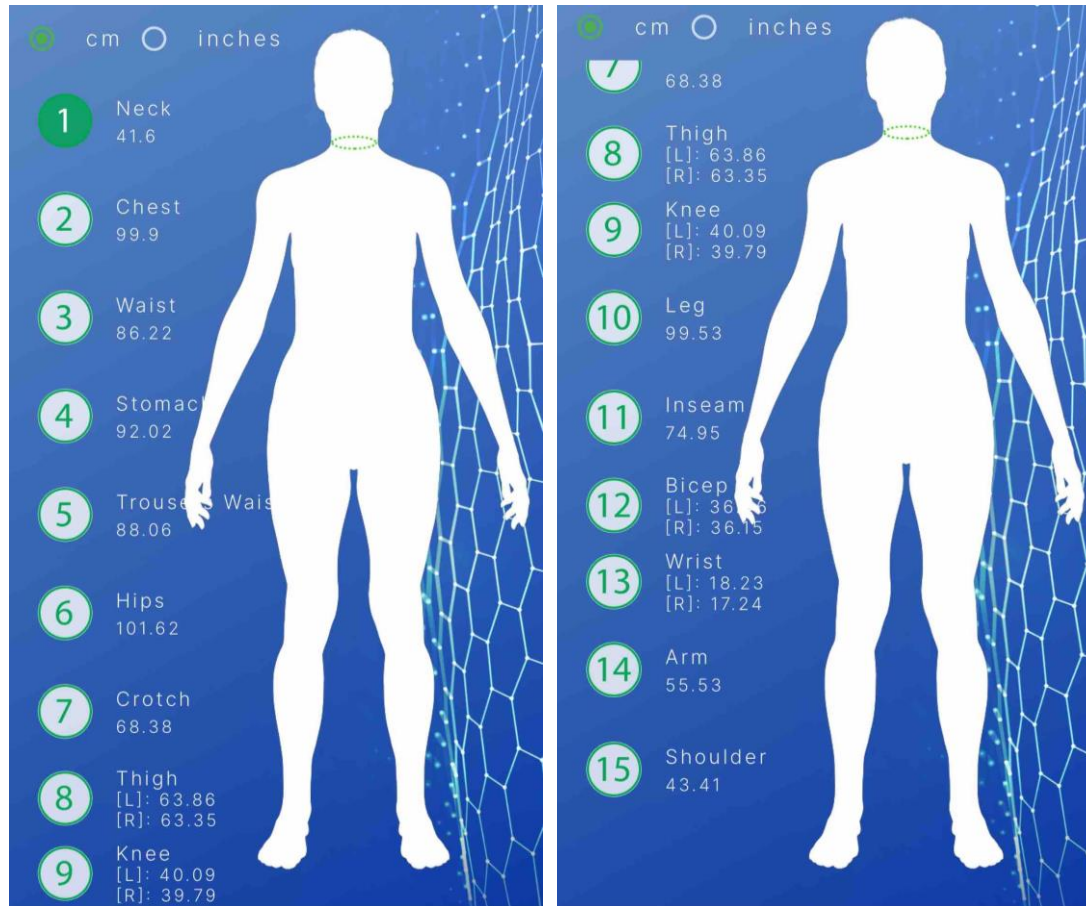 cm inches
1 Neck
41.6
2 Chest
99.9
3 Waist
86.22
4 Stomac
92.02
5 Trouse s Wais
88.06
6 Hips
101.62
7 Crotch
68.38
8 Thigh
[L]: 63.86
[R]: 63.35
9 Knee
[L]: 40.09
[R]: 39.79
cm inches
7
68.38
8 Thigh
[L]: 63.86
[R]: 63.35
9 Knee
[L]: 40.09
[R]: 39.79
10 Leg
99.53
11 Inseam
74.95
12 Bicep
[L]:
[R]: 36.15
13 Wrist
[L]: 18.23
[R]: 17.24
14 Arm
55.53
15 Shoulder
43.41